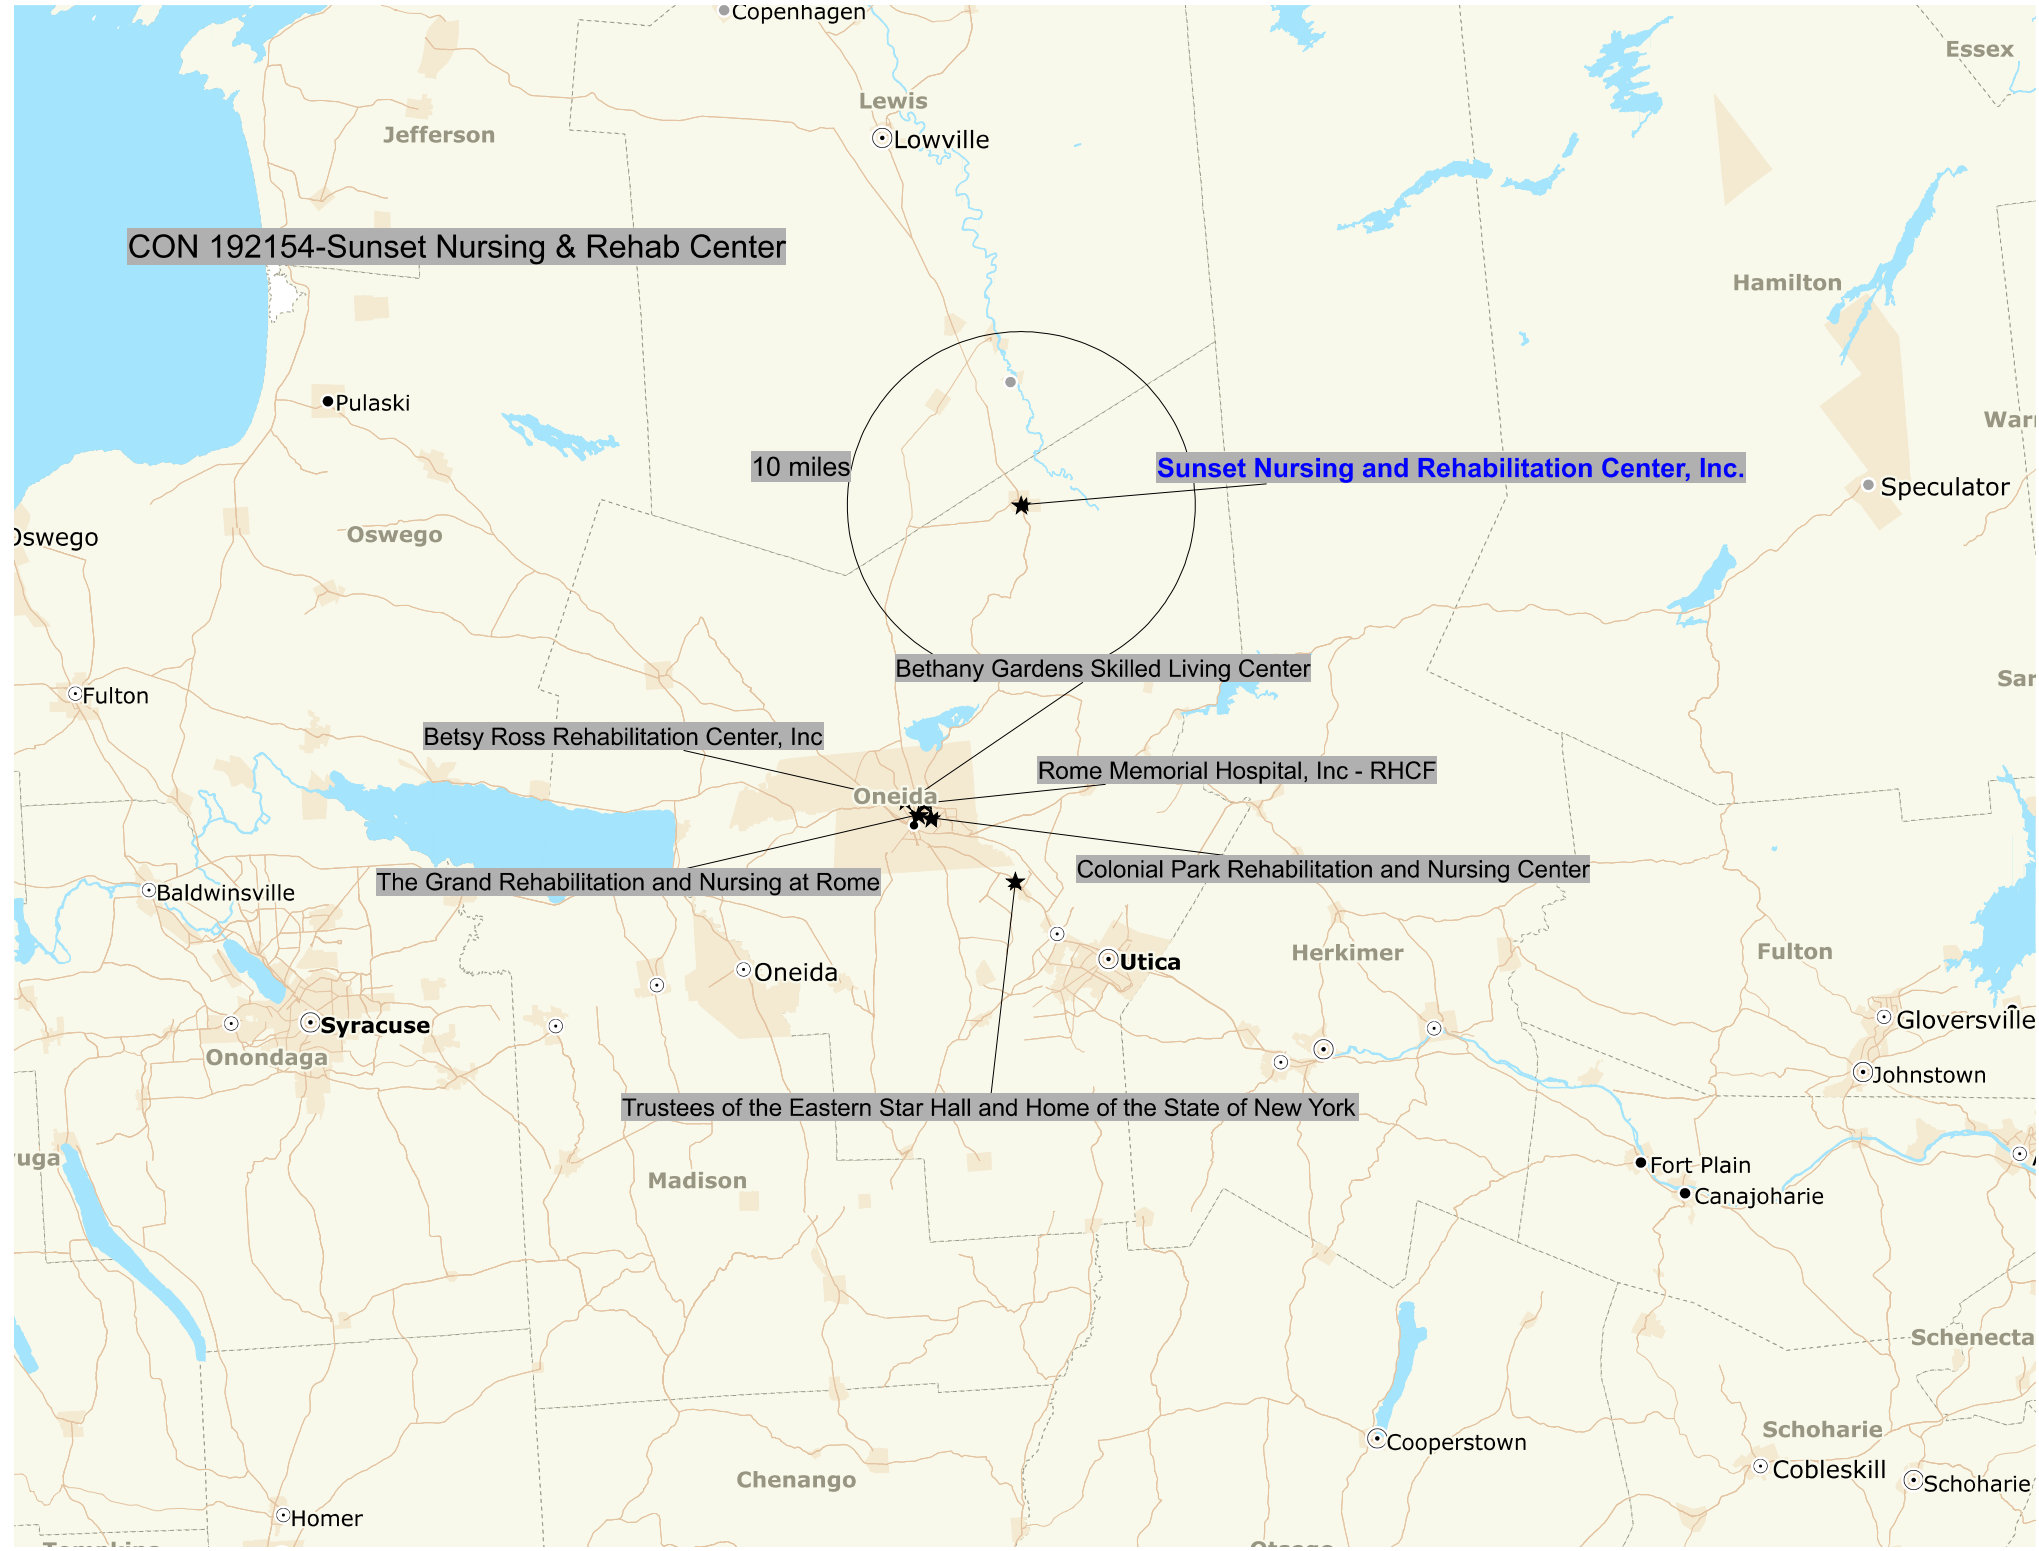 Copenhagen
Essex
Lewis
Jefferson
Lowville
CON 192154-Sunset Nursing & Rehab Center
Hamilton
Pulaski
10 miles
Sunset Nursing and Rehabilitation Center, Inc.
Speculator
Oswego
Oswego
Bethany Gardens Skilled Living Center
Fulton
Betsy Ross Rehabilitation Center, Inc
Rome Memorial Hospital, Inc - RHCF
Oneida
Colonial Park Rehabilitation and Nursing Center
The Grand Rehabilitation and Nursing at Rome
Baldwinsville
Herkimer
Fulton
Utica
Oneida
Syracuse
Gloversville
Onondaga
Johnstown
Trustees of the Eastern Star Hall and Home of the State of New York
uga
Fort Plain
Madison
Canajoharie
Schenecta
Schoharie
Cooperstown
Cobleskill
Chenango
Schoharie
Homer